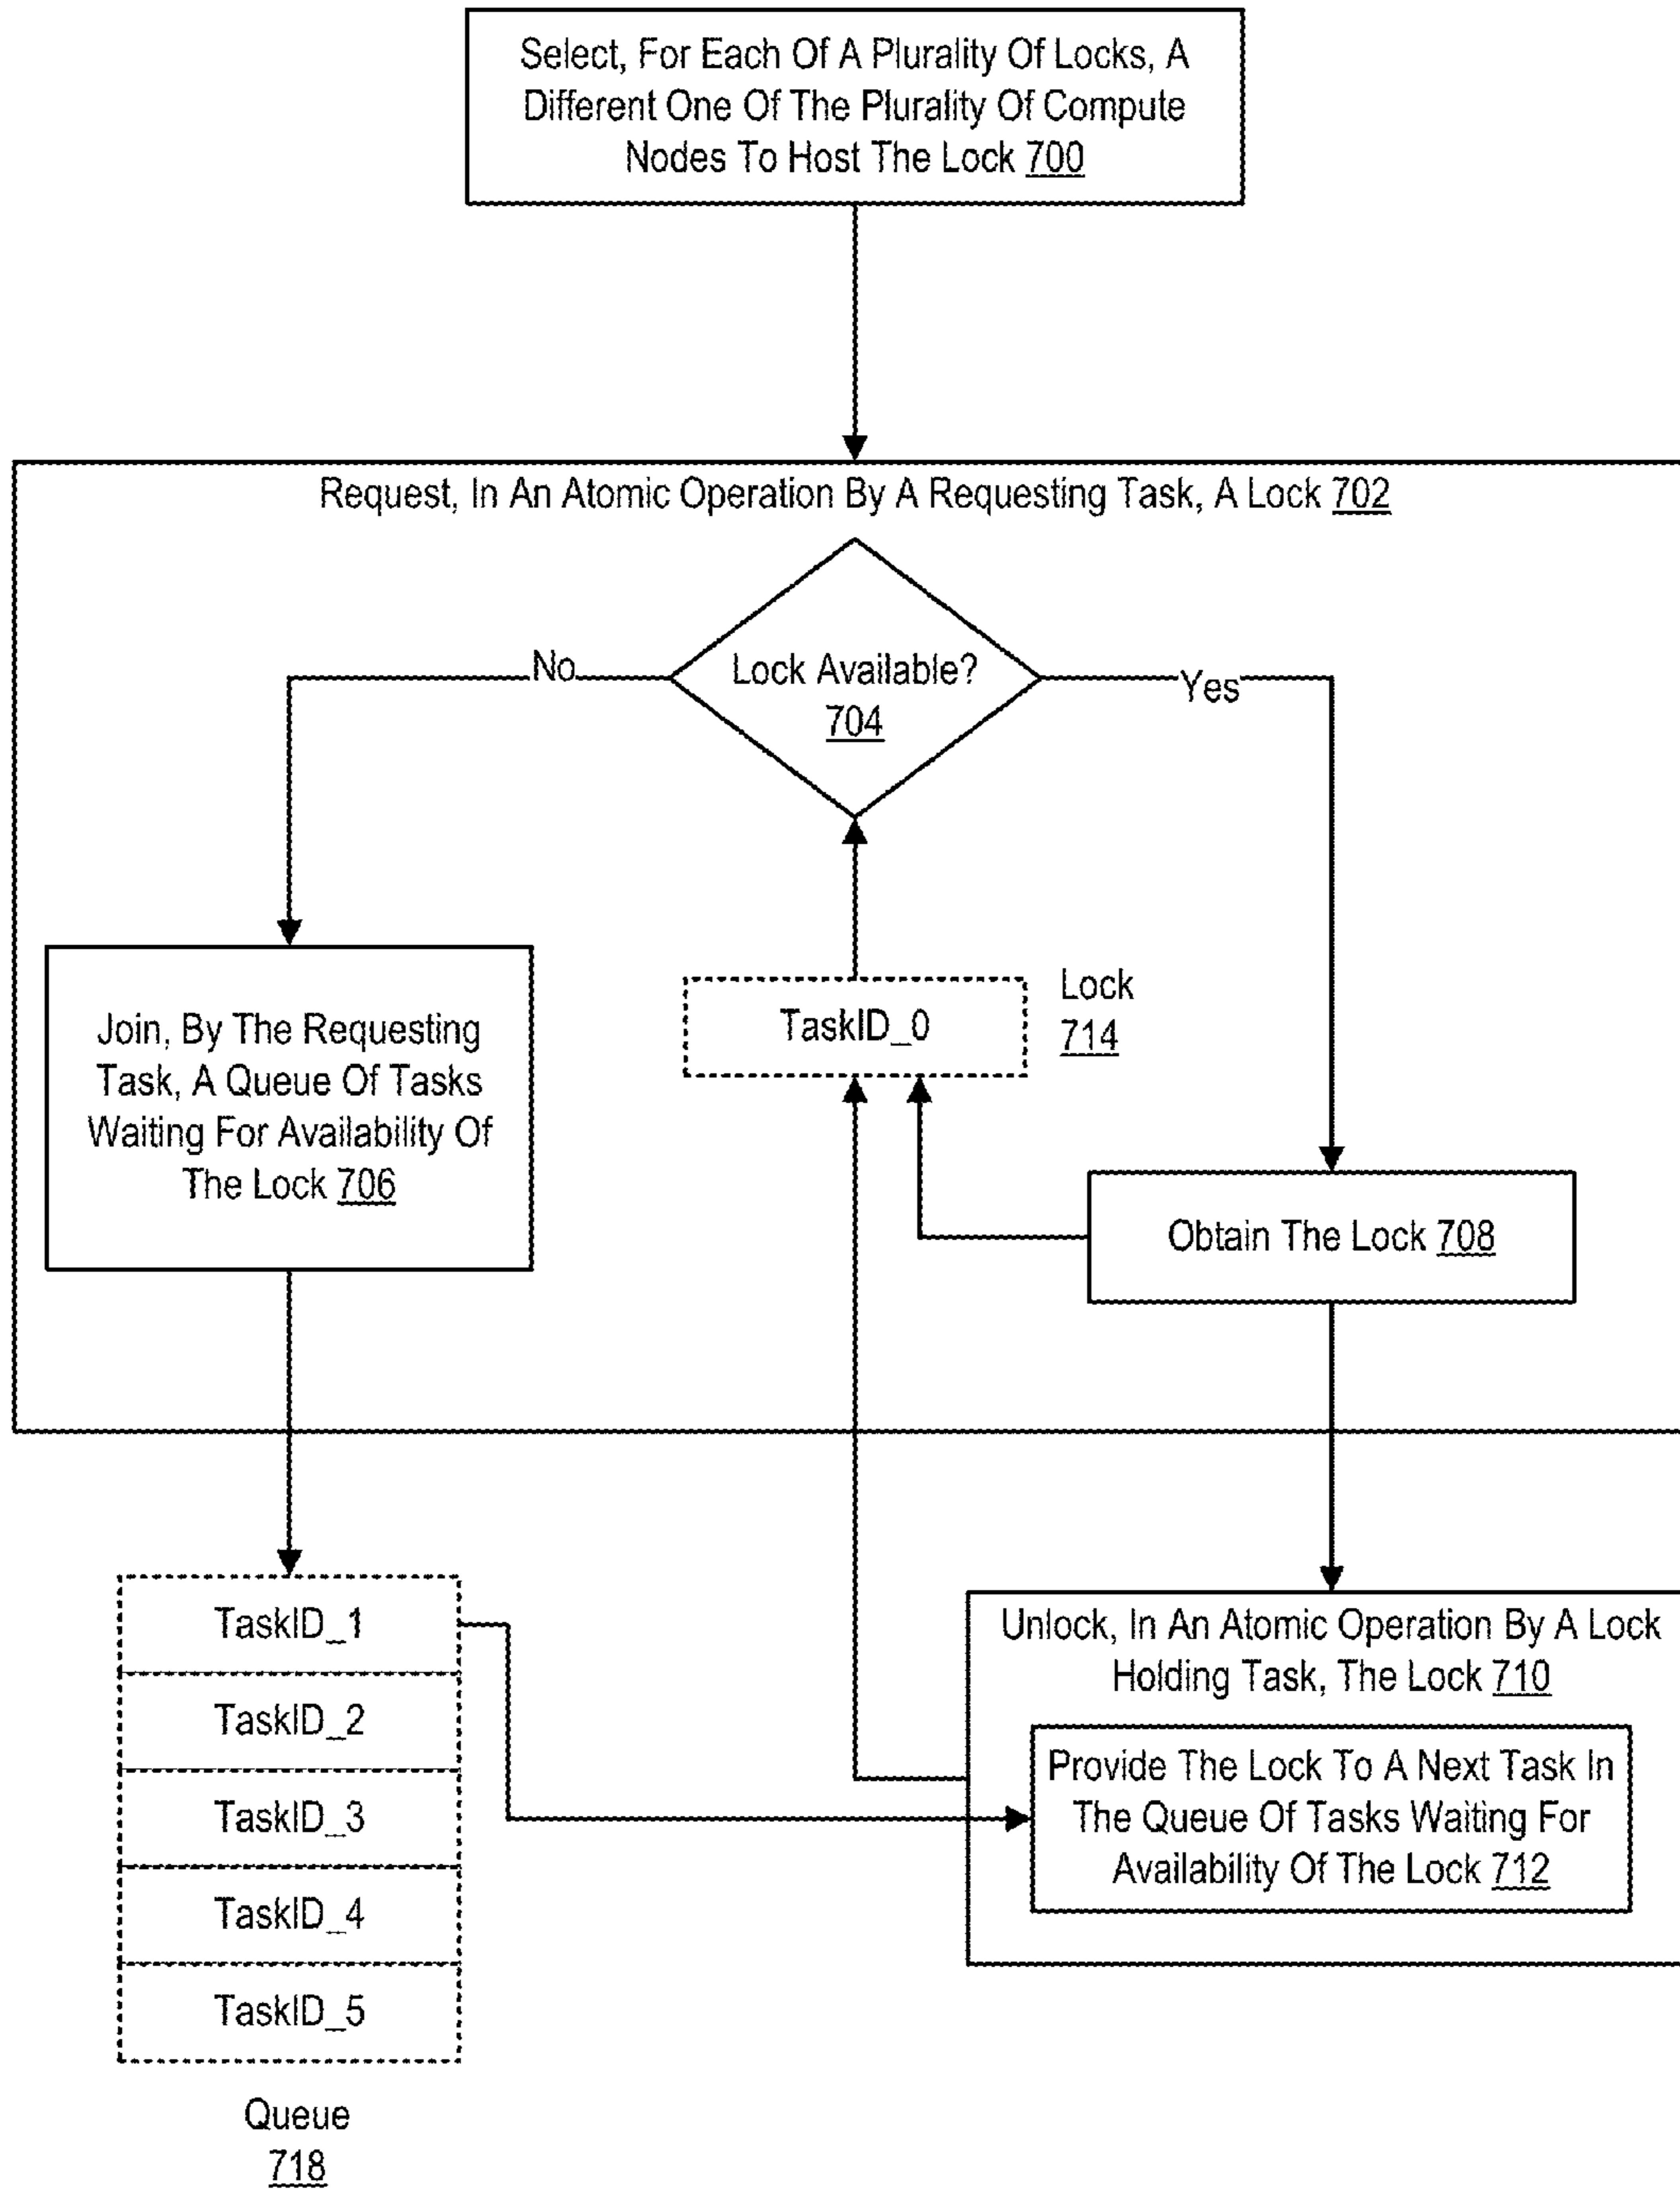 Select, For Each Of A Plurality Of Locks, A
Different One Of The Plurality Of Compute
Nodes To Host The Lock 700
Request, In An Atomic Operation By A Requesting Task, A Lock 702
No
Lock Available?
704
Yes
Join, By The Requesting
Task, A Queue Of Tasks
Waiting For Availability Of
The Lock 706
TaskID_0
Lock
714
Obtain The Lock 708
TaskID_1
TaskID_2
TaskID_3
TaskID_4
TaskID_5
Queue
718
Unlock, In An Atomic Operation By A Lock
Holding Task, The Lock 710
Provide The Lock To A Next Task In
The Queue Of Tasks Waiting For
Availability Of The Lock 712